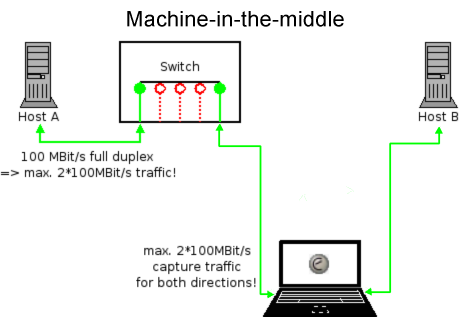 Machine-in-the-middle
Switch
Host A
Host B
100 MBit/s full duplex
=> max. 2*100MBit/s traffic!
max. 2*100MBit/s
capture traffic
for both directions!